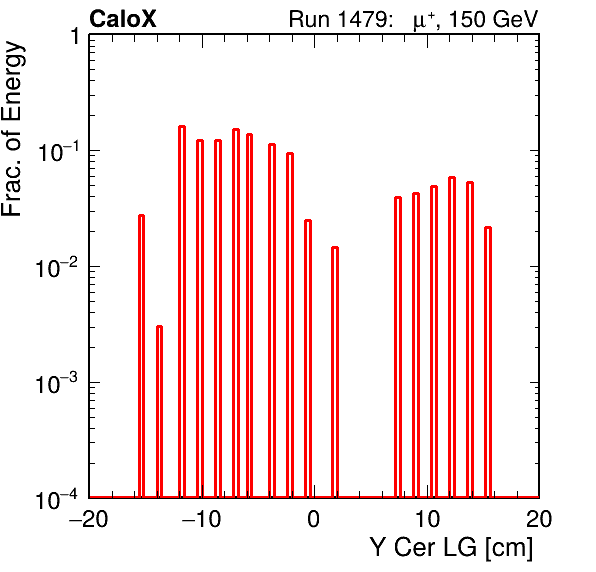 CaloX Run 1479: μ⁺, 150 GeV
Frac. of Energy
1
10⁻¹
10⁻²
10⁻³
10⁻⁴
−20 −10 0 10 20
Y Cer LG [cm]